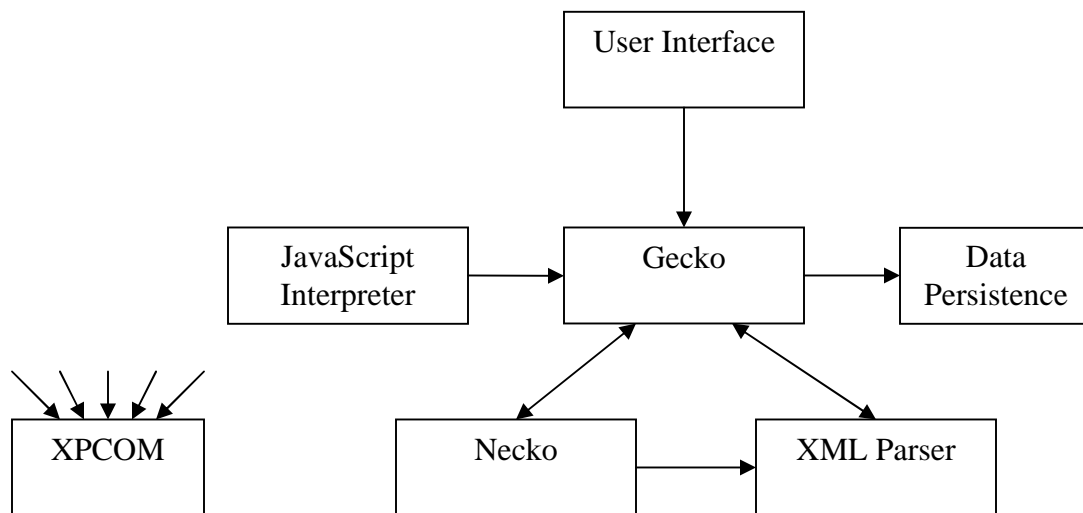 User Interface
JavaScript
Interpreter
Gecko
Data
Persistence
XPCOM
Necko
XML Parser